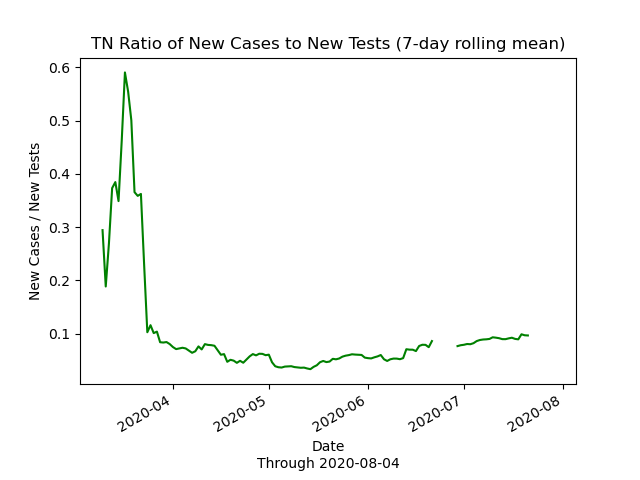 TN Ratio of New Cases to New Tests (7-day rolling mean)
New Cases / New Tests
0.6
0.5
0.4
0.3
0.2
0.1
2020-04
2020-05
2020-06
2020-07
2020-08
Date
Through 2020-08-04